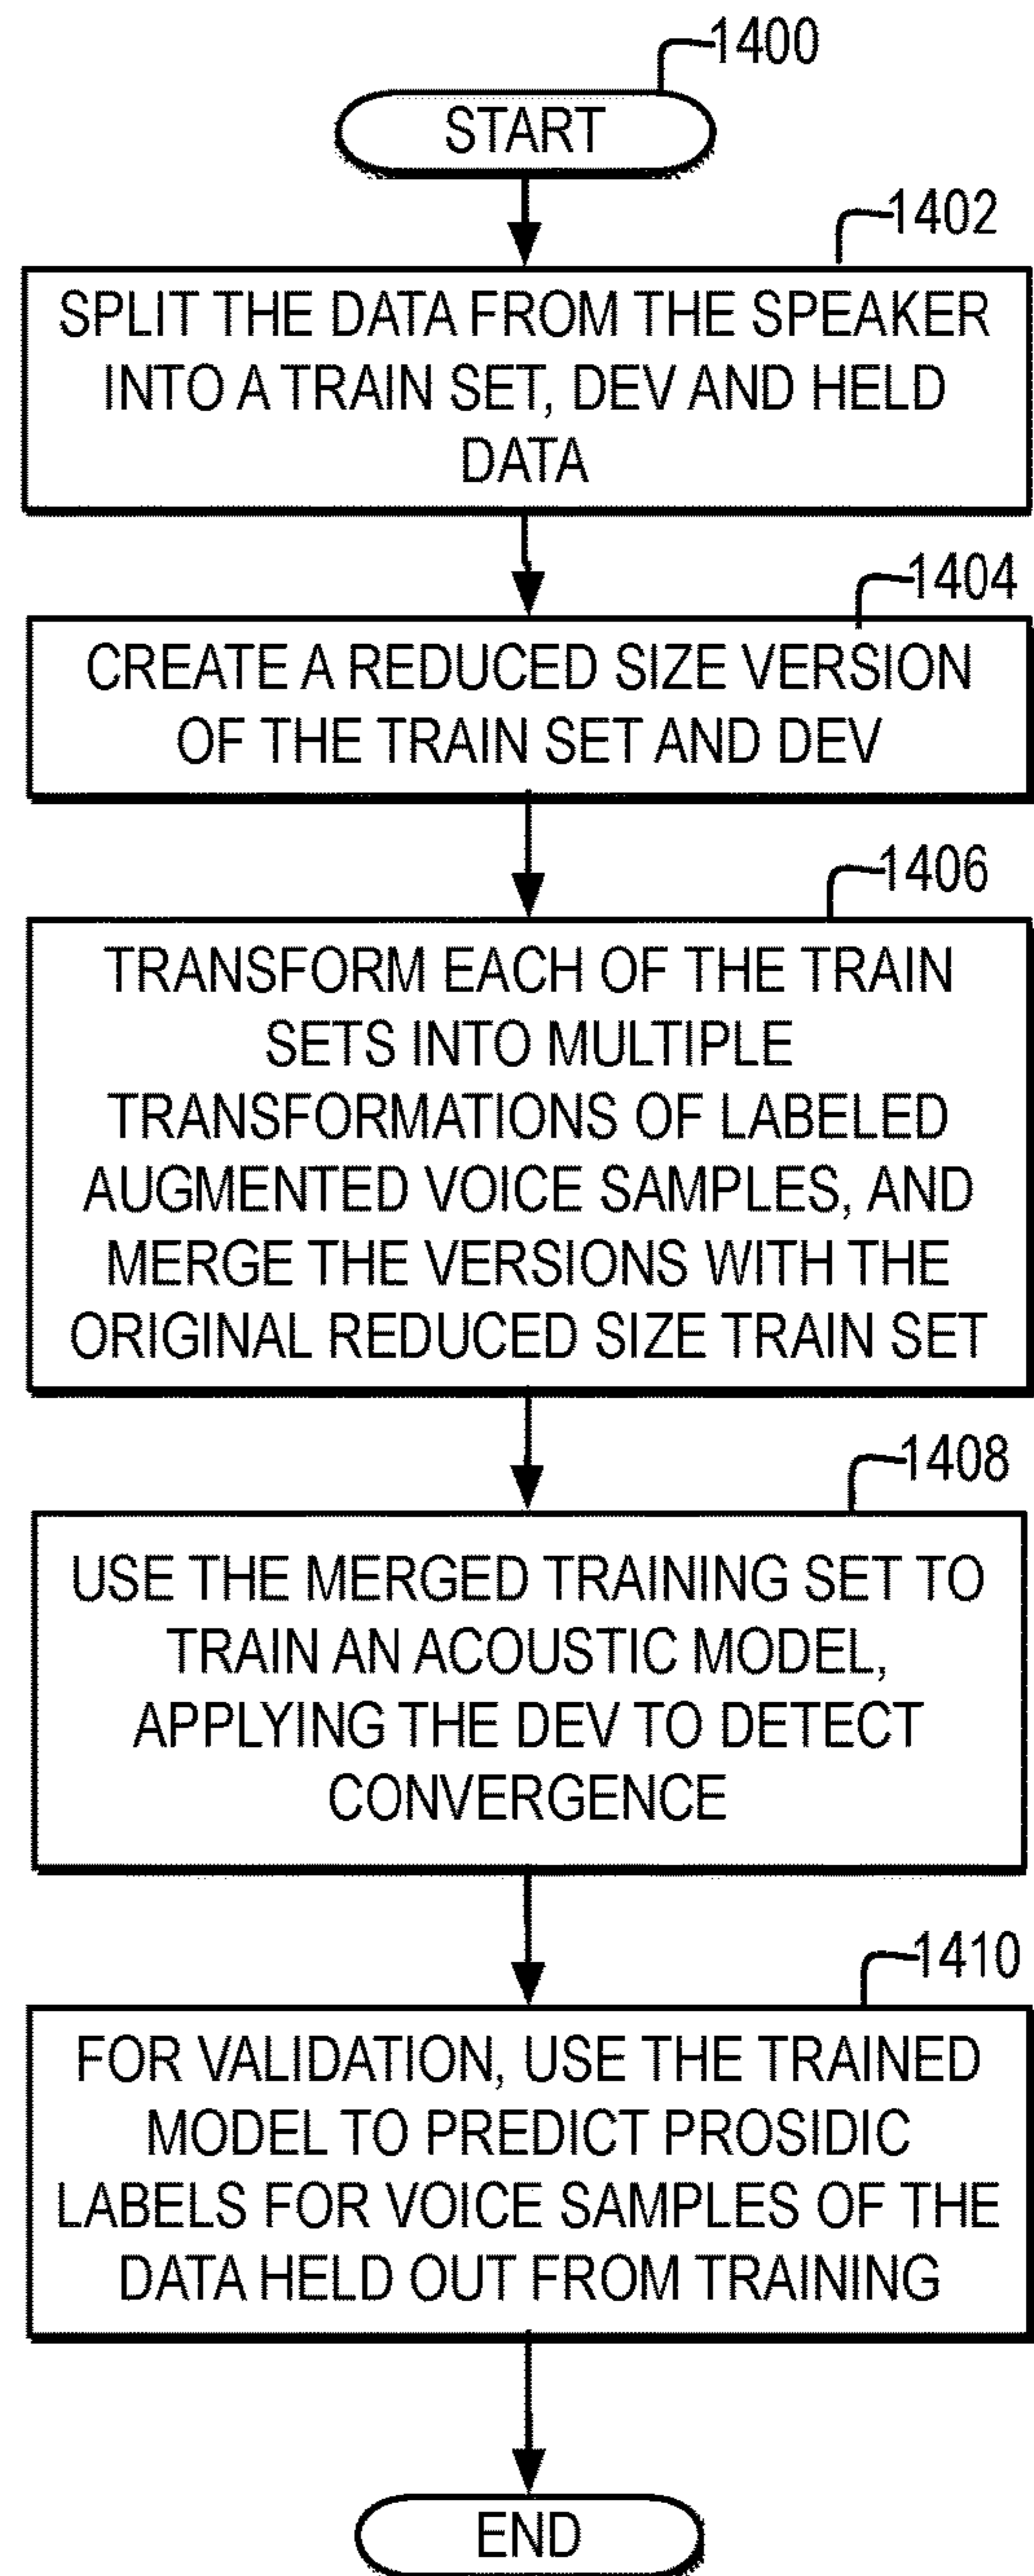 1400
START
1402
SPLIT THE DATA FROM THE SPEAKER
INTO A TRAIN SET, DEV AND HELD
DATA
1404
CREATE A REDUCED SIZE VERSION
OF THE TRAIN SET AND DEV
1406
TRANSFORM EACH OF THE TRAIN
SETS INTO MULTIPLE
TRANSFORMATIONS OF LABELED
AUGMENTED VOICE SAMPLES, AND
MERGE THE VERSIONS WITH THE
ORIGINAL REDUCED SIZE TRAIN SET
1408
USE THE MERGED TRAINING SET TO
TRAIN AN ACOUSTIC MODEL,
APPLYING THE DEV TO DETECT
CONVERGENCE
1410
FOR VALIDATION, USE THE TRAINED
MODEL TO PREDICT PROSIDIC
LABELS FOR VOICE SAMPLES OF THE
DATA HELD OUT FROM TRAINING
END